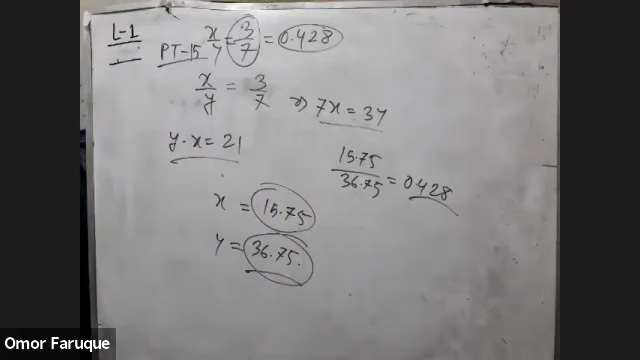 L-1
PT-15 x/y = 3/7 = 0.428
x/y = 3/7 => 7x = 3y
y-x = 21
15.75/36.75 = 0.428
x = 15.75
y = 36.75.
Omor Faruque